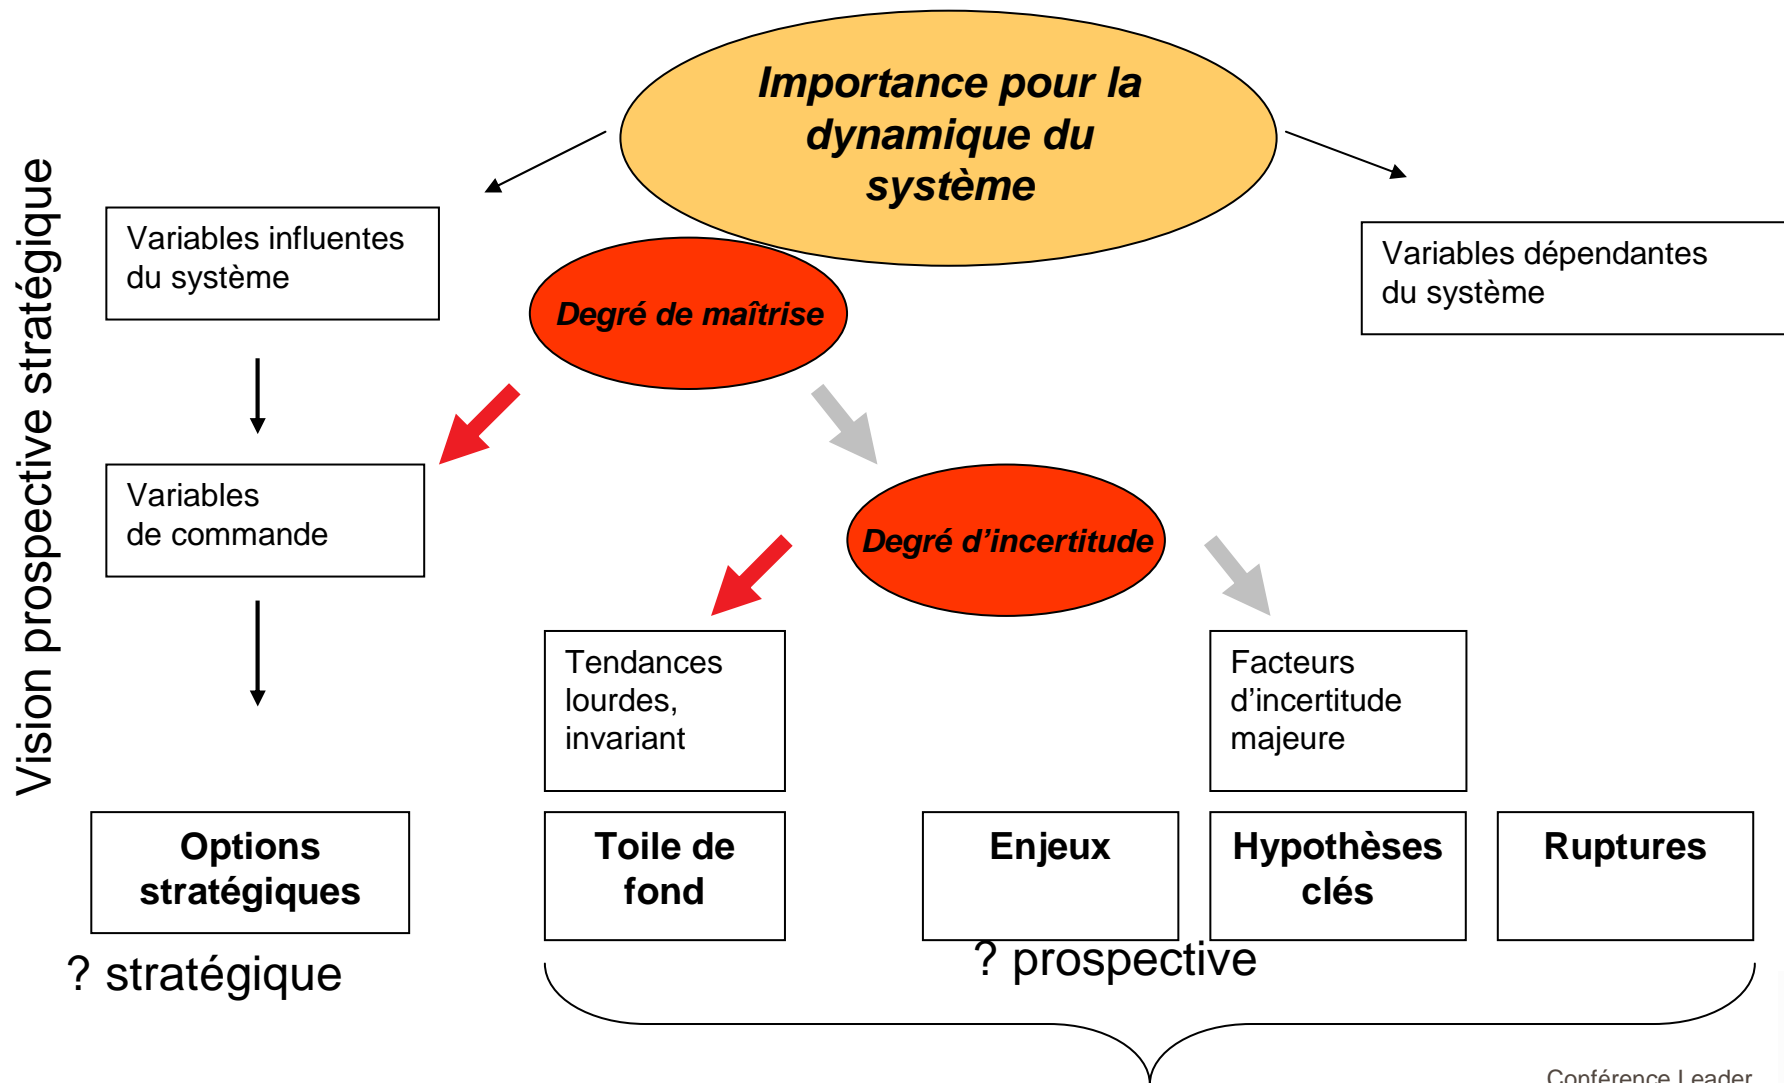 Vision prospective stratégique
Importance pour la
dynamique du
système
Variables influentes
du système
Degré de maîtrise
Variables dépendantes
du système
Variables
de commande
Degré d’incertitude
Tendances
lourdes,
invariant
Facteurs
d’incertitude
majeure
Options
stratégiques
Toile de
fond
Enjeux
Hypothèses
clés
Ruptures
? stratégique
? prospective
Conférence Leader